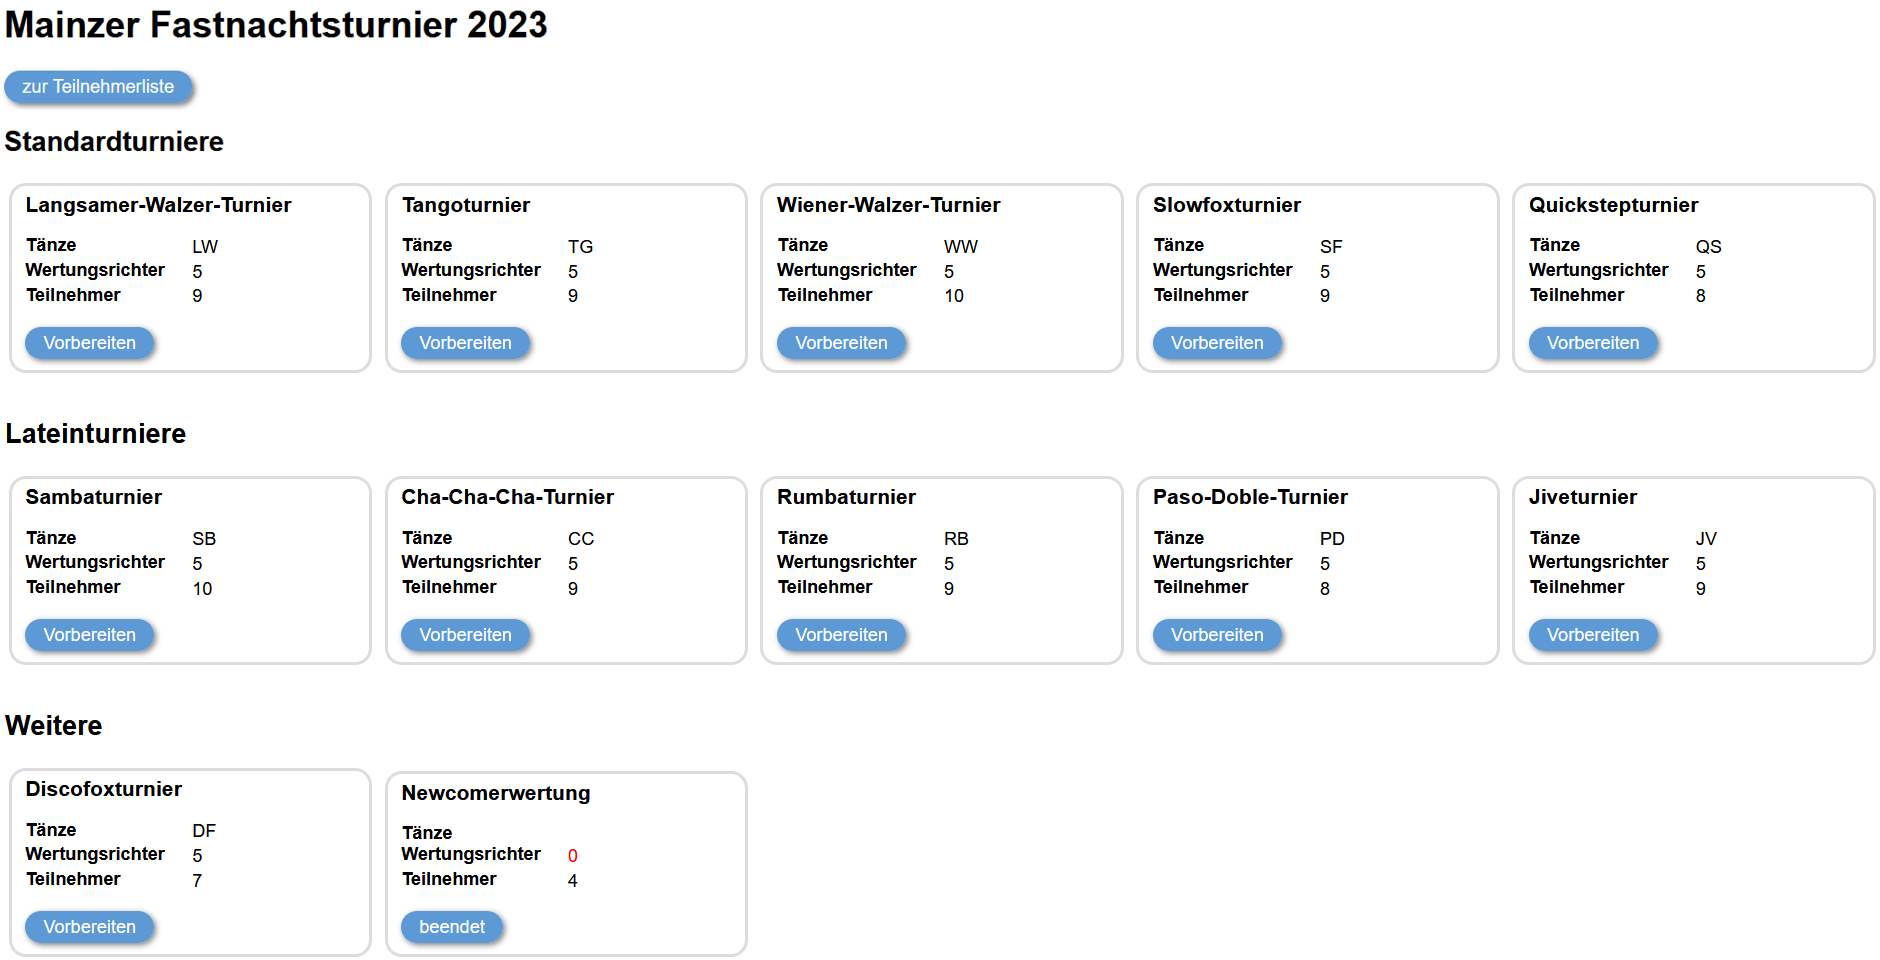 Mainzer Fastnachtsturnier 2023
zur Teilnehmerliste
Standardturniere
Langsamer-Walzer-Turnier
Tänze LW
Wertungsrichter 5
Teilnehmer 9
Vorbereiten
Tangoturnier
Tänze TG
Wertungsrichter 5
Teilnehmer 9
Vorbereiten
Wiener-Walzer-Turnier
Tänze WW
Wertungsrichter 5
Teilnehmer 10
Vorbereiten
Slowfoxturnier
Tänze SF
Wertungsrichter 5
Teilnehmer 9
Vorbereiten
Quickstepturnier
Tänze QS
Wertungsrichter 5
Teilnehmer 8
Vorbereiten
Lateinturniere
Sambaturnier
Tänze SB
Wertungsrichter 5
Teilnehmer 10
Vorbereiten
Cha-Cha-Cha-Turnier
Tänze CC
Wertungsrichter 5
Teilnehmer 9
Vorbereiten
Rumbaturnier
Tänze RB
Wertungsrichter 5
Teilnehmer 9
Vorbereiten
Paso-Doble-Turnier
Tänze PD
Wertungsrichter 5
Teilnehmer 8
Vorbereiten
Jiveturnier
Tänze JV
Wertungsrichter 5
Teilnehmer 9
Vorbereiten
Weitere
Discofoxturnier
Tänze DF
Wertungsrichter 5
Teilnehmer 7
Vorbereiten
Newcomerwertung
Tänze
Wertungsrichter 0
Teilnehmer 4
beendet